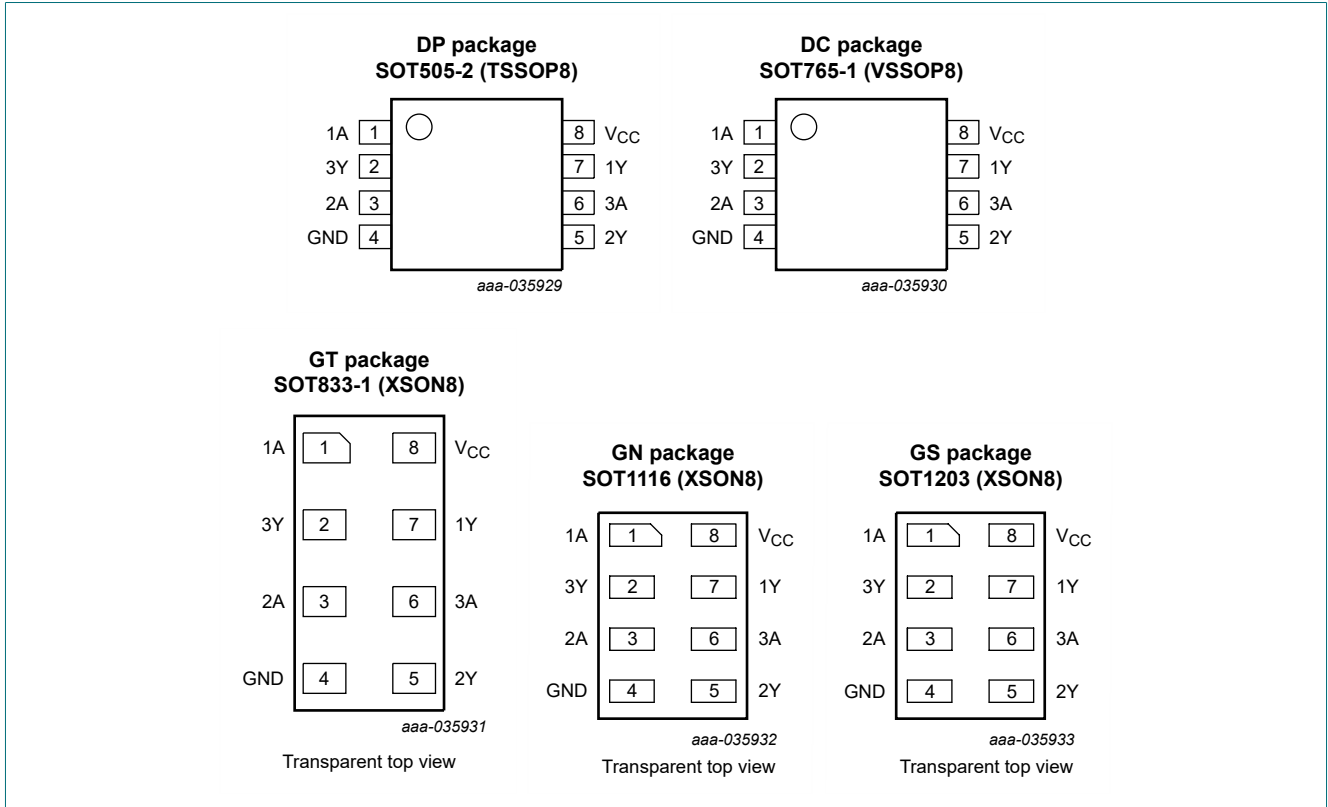 DP package
SOT505-2 (TSSOP8)
1A 1 8 VCC
3Y 2 7 1Y
2A 3 6 3A
GND 4 5 2Y
aaa-035929
DC package
SOT765-1 (VSSOP8)
1A 1 8 VCC
3Y 2 7 1Y
2A 3 6 3A
GND 4 5 2Y
aaa-035930
GT package
SOT833-1 (XSON8)
1A 1 8 VCC
3Y 2 7 1Y
2A 3 6 3A
GND 4 5 2Y
aaa-035931
Transparent top view
GN package
SOT1116 (XSON8)
1A 1 8 VCC
3Y 2 7 1Y
2A 3 6 3A
GND 4 5 2Y
aaa-035932
Transparent top view
GS package
SOT1203 (XSON8)
1A 1 8 VCC
3Y 2 7 1Y
2A 3 6 3A
GND 4 5 2Y
aaa-035933
Transparent top view